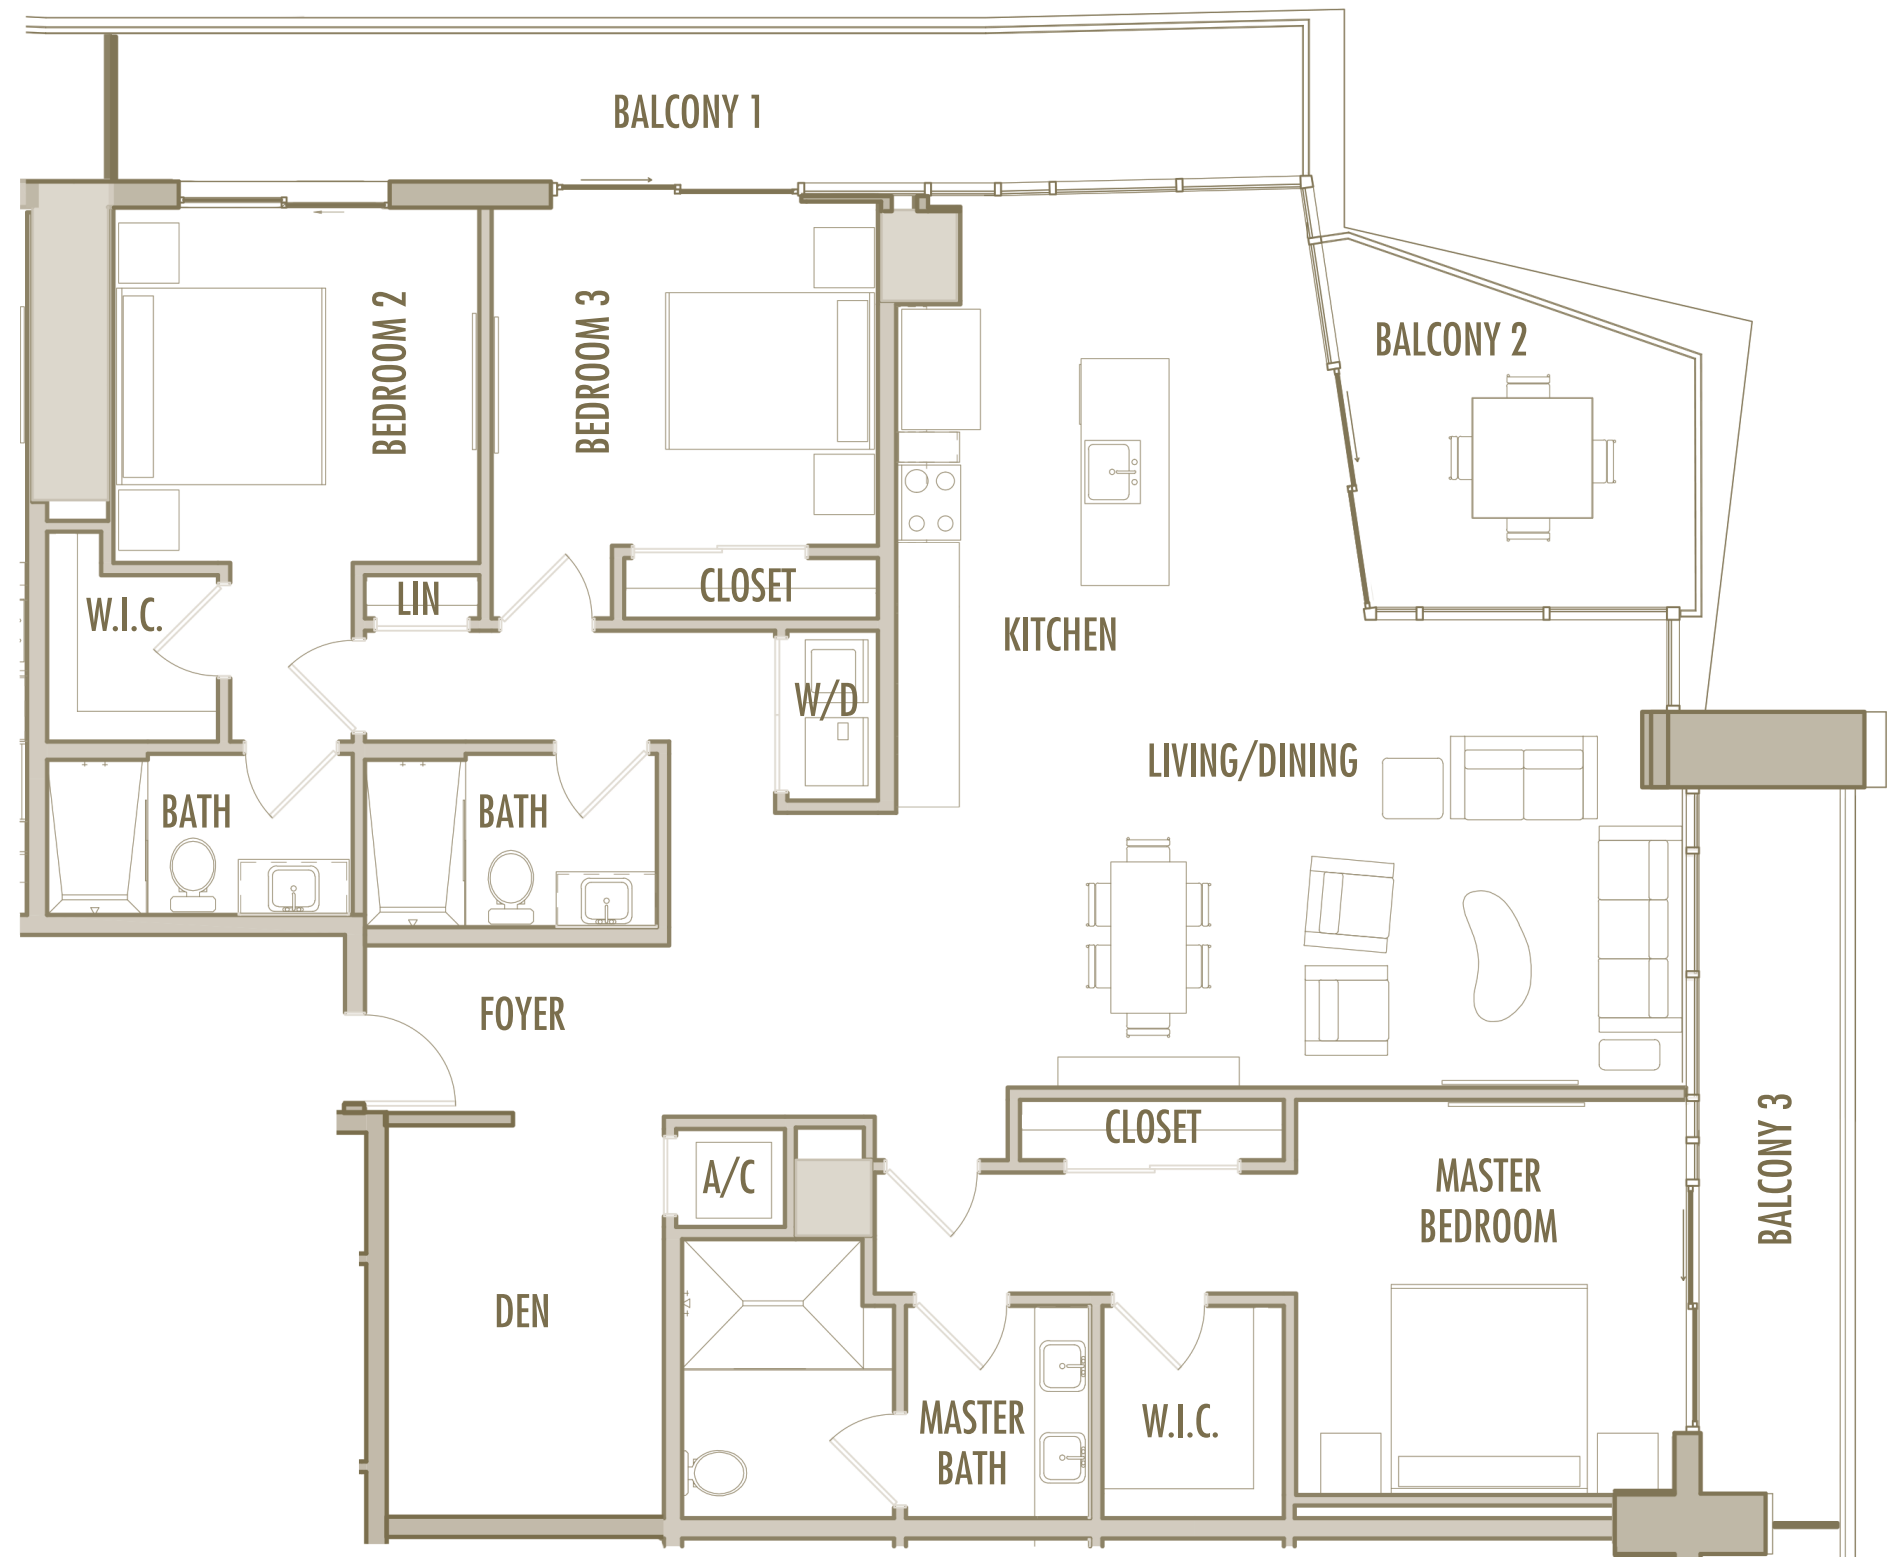 BALCONY 1
BALCONY 2
BEDROOM 2
BEDROOM 3
W.I.C.
LIN
CLOSET
KITCHEN
W/D
LIVING/DINING
BATH
BATH
FOYER
CLOSET
A/C
MASTER
BEDROOM
BALCONY 3
DEN
MASTER
BATH
W.I.C.